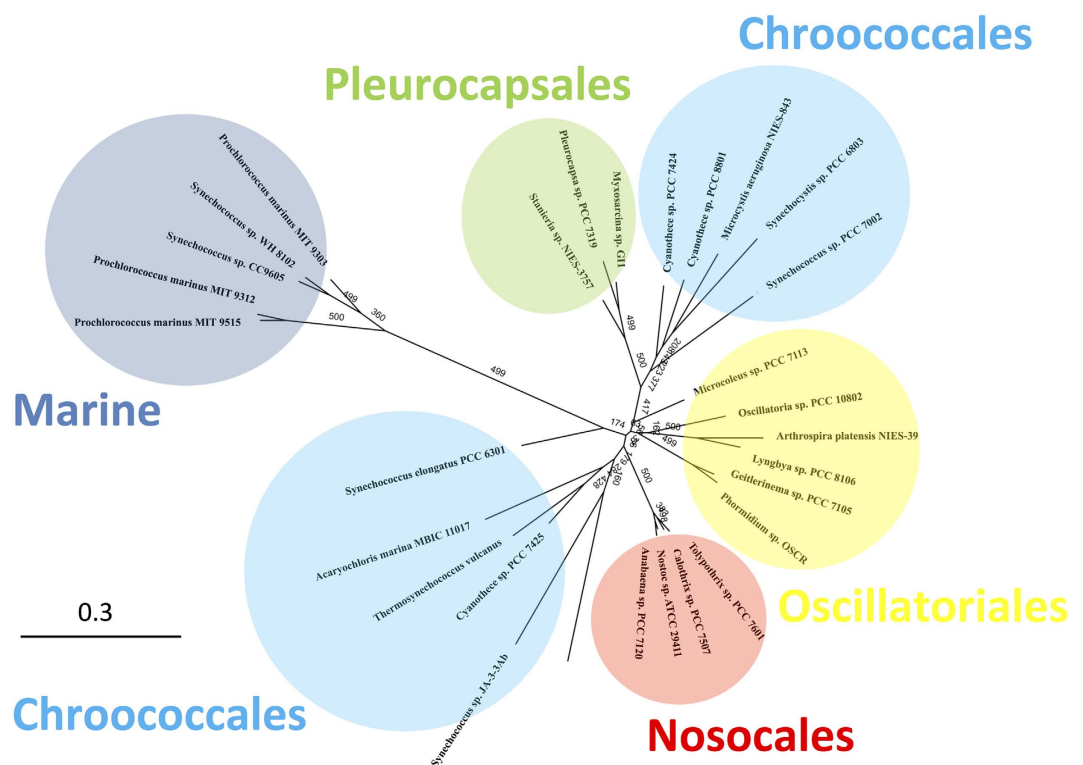 Chroococcales
Pleurocapsales
Prochlorococcus marinus MIT 9303
Synechococcus sp. WH 8102
Synechococcus sp. CC9605
Prochlorococcus marinus MIT 9312
Prochlorococcus marinus MIT 9515
Marine
Stanieria sp. NIES-3757
Pleurocapsa sp. PCC 7319
Myxosarcina sp. GI1
Cyanothece sp. PCC 7424
Cyanothece sp. PCC 8801
Microcystis aeruginosa NIES-843
Synechocystis sp. PCC 6803
Synechococcus sp. PCC 7002
499
360
500
499
499
500
377
417
174
500
499
Microcoleus sp. PCC 7113
Oscillatoria sp. PCC 10802
Arthrospira platensis NIES-39
Lyngbya sp. PCC 8106
Geitlerinema sp. PCC 7105
Phormidium sp. OSCR
Oscillatoriales
Synechococcus elongatus PCC 6301
Acaryochloris marina MBIC 11017
Thermosynechococcus vulcanus
Cyanothece sp. PCC 7425
Synechococcus sp. JA-3-3Ab
179
428
160
500
Chroococcales
Anabaena sp. PCC 7120
Nostoc sp. ATCC 29411
Calothrix sp. PCC 7507
Tolypothrix sp. PCC 7601
Nosocales
0.3